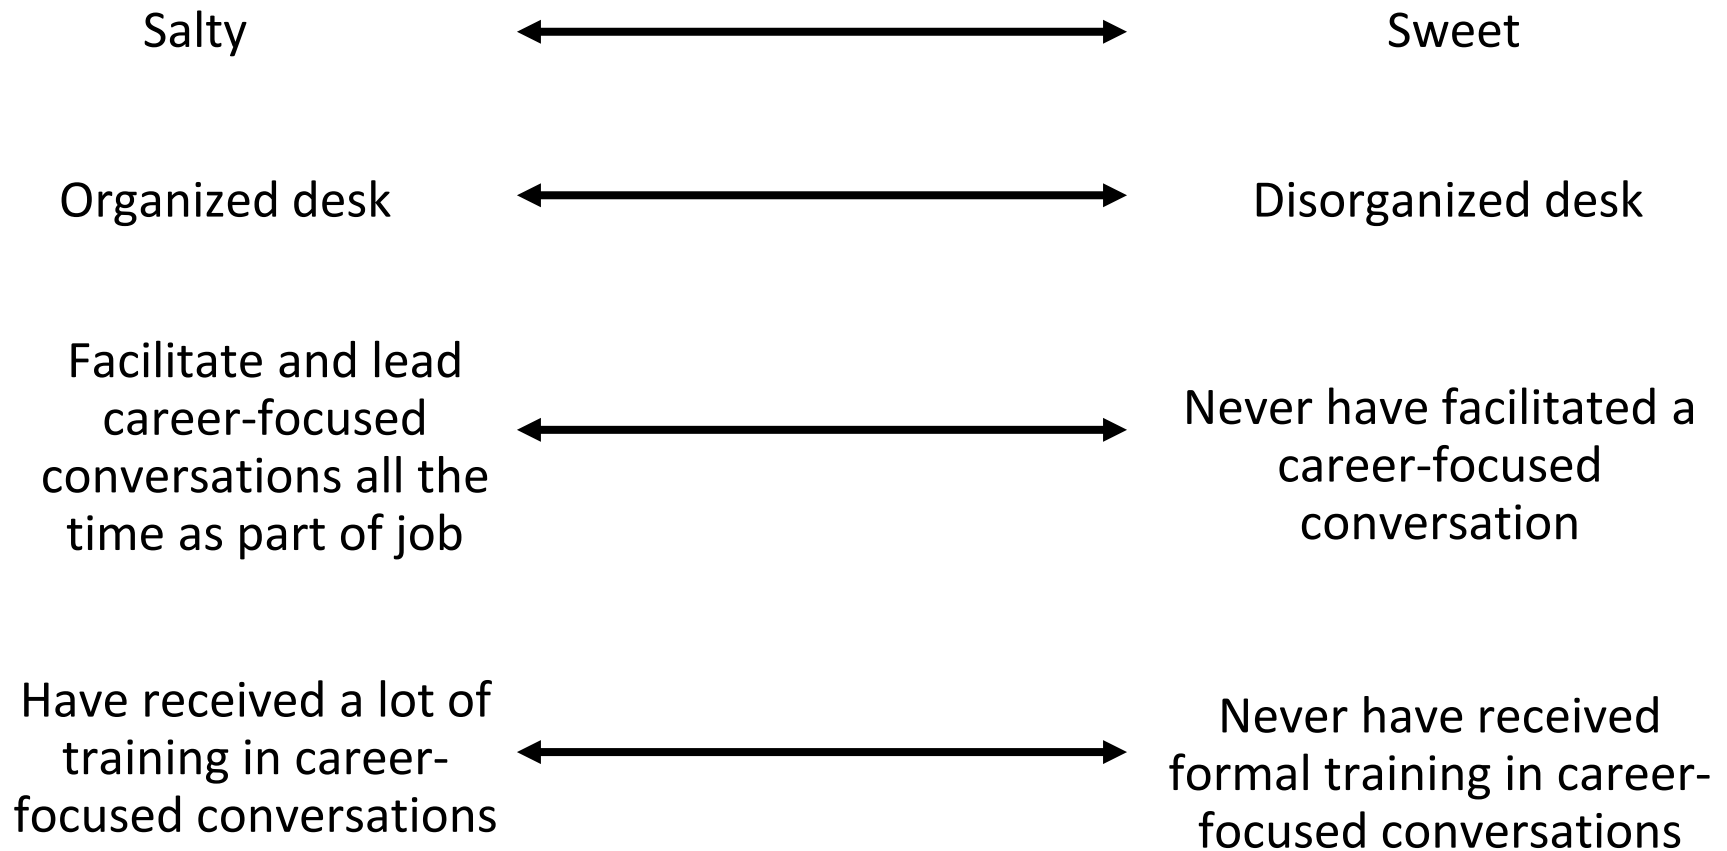 Salty
Sweet
Organized desk
Disorganized desk
Facilitate and lead
career-focused
conversations all the
time as part of job
Never have facilitated a
career-focused
conversation
Have received a lot of
training in career-
focused conversations
Never have received
formal training in career-
focused conversations